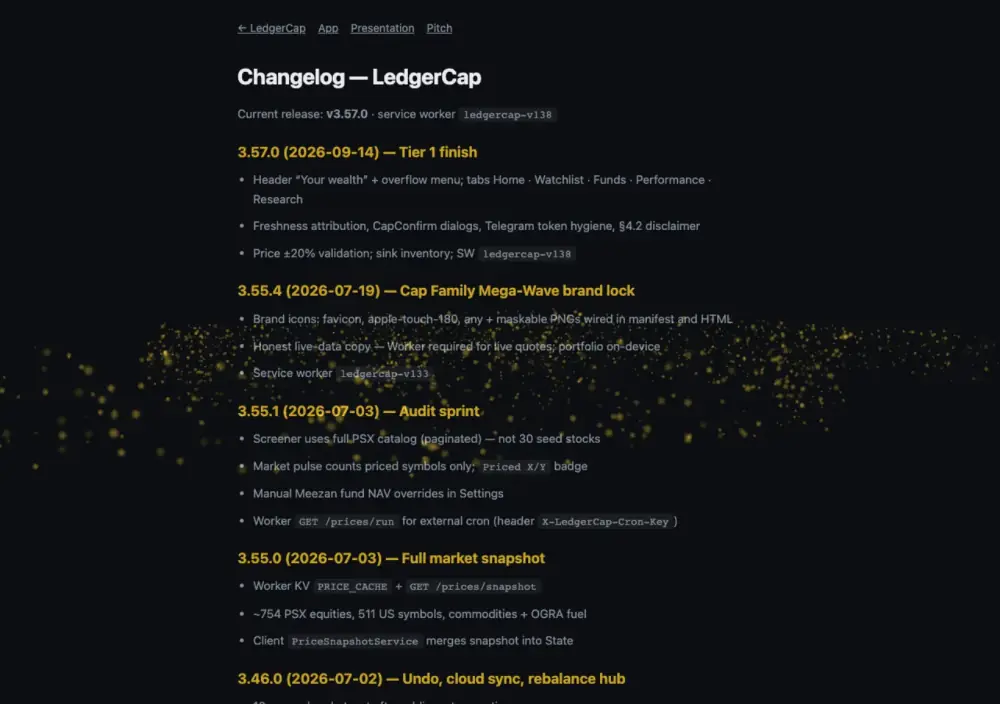 ← LedgerCap App Presentation Pitch
Changelog — LedgerCap
Current release: v3.57.0 · service worker ledgercap-v138
3.57.0 (2026-09-14) — Tier 1 finish
• Header “Your wealth” + overflow menu; tabs Home · Watchlist · Funds · Performance ·
Research
• Freshness attribution, CapConfirm dialogs, Telegram token hygiene, §4.2 disclaimer
• Price ±20% validation; sink inventory; SW ledgercap-v138
3.55.4 (2026-07-19) — Cap Family Mega-Wave brand lock
• Brand icons: favicon, apple-touch-180, any + maskable PNGs wired in manifest and HTML
• Honest live-data copy — Worker required for live quotes; portfolio on-device
• Service worker ledgercap-v133
3.55.1 (2026-07-03) — Audit sprint
• Screener uses full PSX catalog (paginated) — not 30 seed stocks
• Market pulse counts priced symbols only; Priced X/Y badge
• Manual Meezan fund NAV overrides in Settings
• Worker GET /prices/run for external cron (header X-LedgerCap-Cron-Key)
3.55.0 (2026-07-03) — Full market snapshot
• Worker KV PRICE_CACHE + GET /prices/snapshot
• ~754 PSX equities, 511 US symbols, commodities + OGRA fuel
• Client PriceSnapshotService merges snapshot into State
3.46.0 (2026-07-02) — Undo, cloud sync, rebalance hub